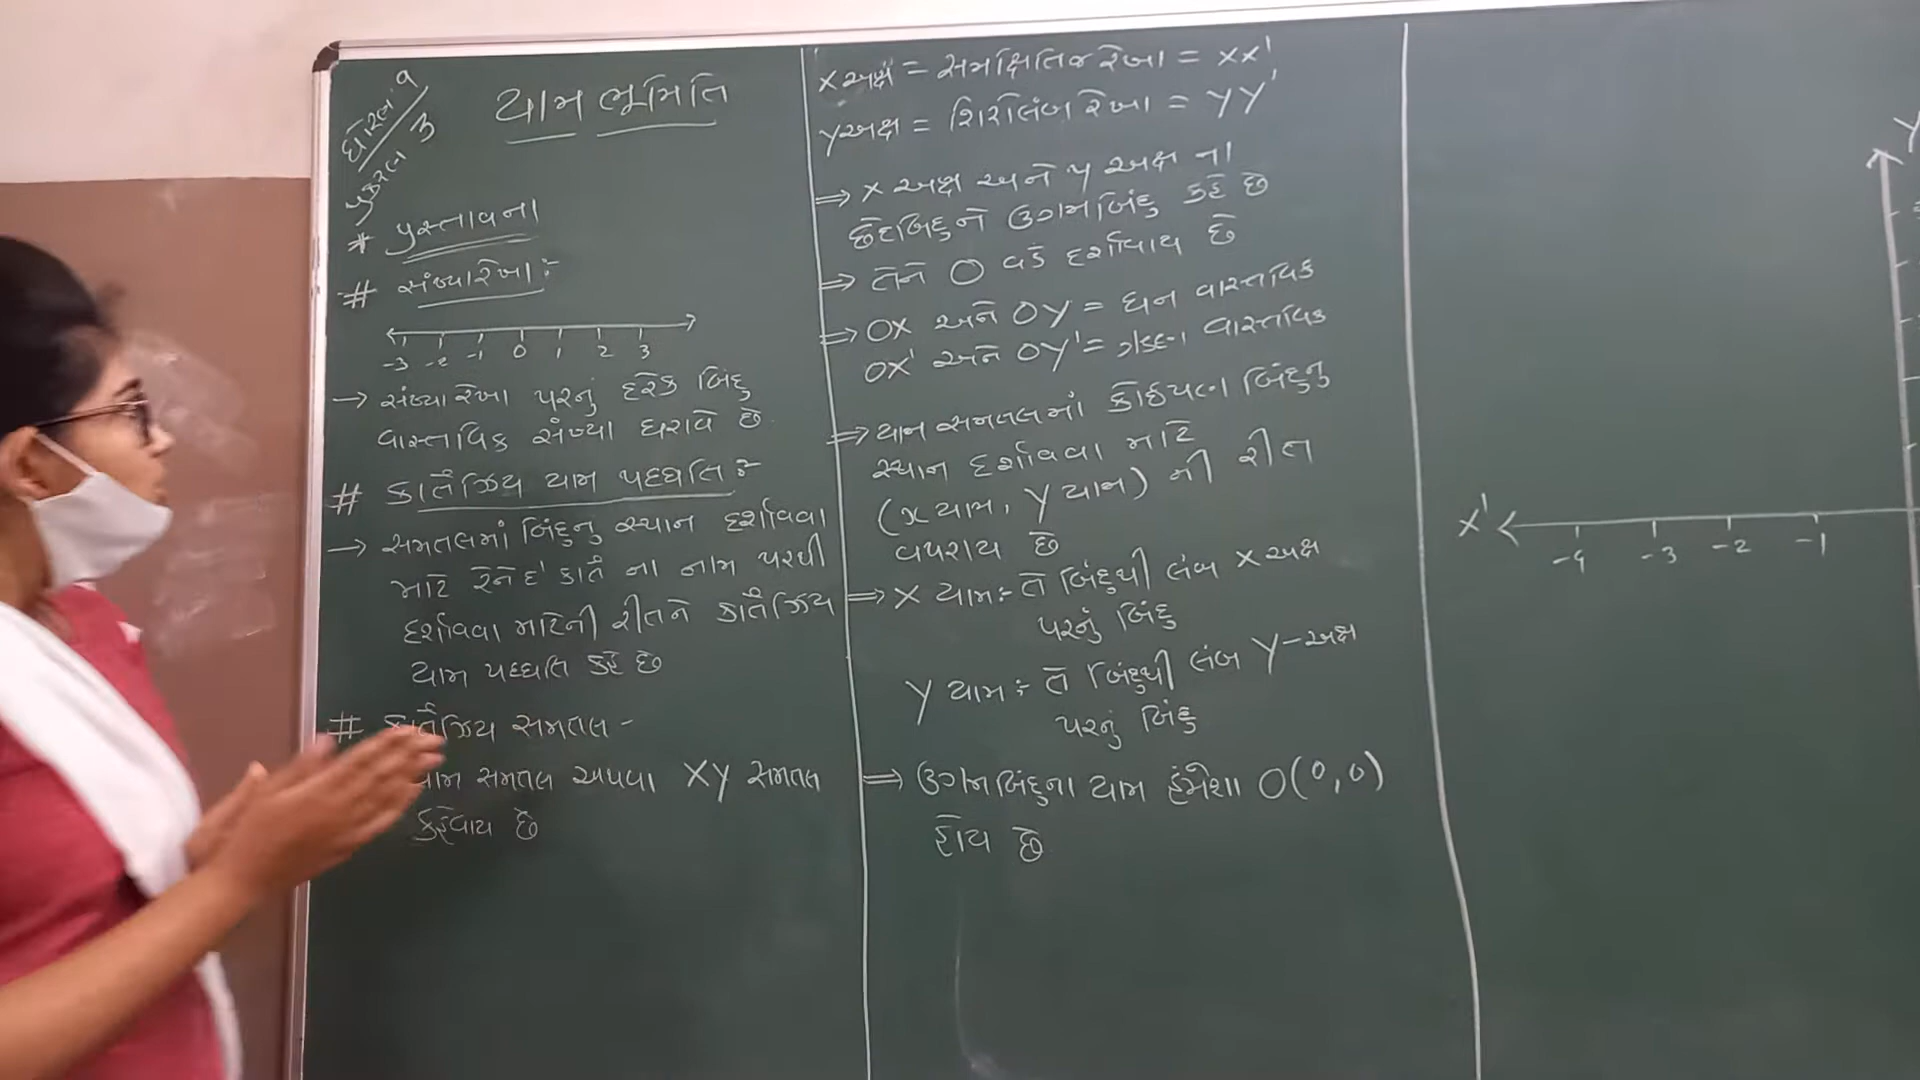 ધોરણ ૯
પ્રકરણ 3
યામ ભૂમિતિ
* પ્રસ્તાવના
# સંખ્યારેખા :-
-3 -2 -1 0 1 2 3
→ સંખ્યારેખા પરનું દરેક બિંદુ
વાસ્તવિક સંખ્યા ધરાવે છે
# કાર્તેઝિય યામ પદ્ધતિ :-
→ સમતલમાં બિંદુનુ સ્થાન દર્શાવવા
માટે રેને દ'કાર્તે ના નામ પરથી
દર્શાવવા માટેની રીતને કાર્તેઝિય
યામ પદ્ધતિ કહે છે
# કાર્તેઝિય સમતલ -
યામ સમતલ અથવા XY સમતલ
કહેવાય છે
X અક્ષ = સમક્ષિતિજ રેખા = XX'
Y અક્ષ = શિરોલંબ રેખા = YY'
⇒ X અક્ષ અને Y અક્ષ ના
છેદબિંદુને ઉગમબિંદુ કહે છે
⇒ તેને O વડે દર્શાવાય છે
⇒ OX અને OY = ધન વાસ્તવિક
OX' અને OY' = ઋણ વાસ્તવિક
⇒ યામ સમતલમાં કોઈપણ બિંદુનુ
સ્થાન દર્શાવવા માટે
(x યામ, y યામ) ની રીત
વપરાય છે
⇒ X યામ :- તે બિંદુથી લંબ X અક્ષ
પરનું બિંદુ
Y યામ :- તે બિંદુથી લંબ Y-અક્ષ
પરનું બિંદુ
⇒ ઉગમબિંદુના યામ હંમેશા O(0,0)
હોય છે
Y
X'
-4 -3 -2 -1